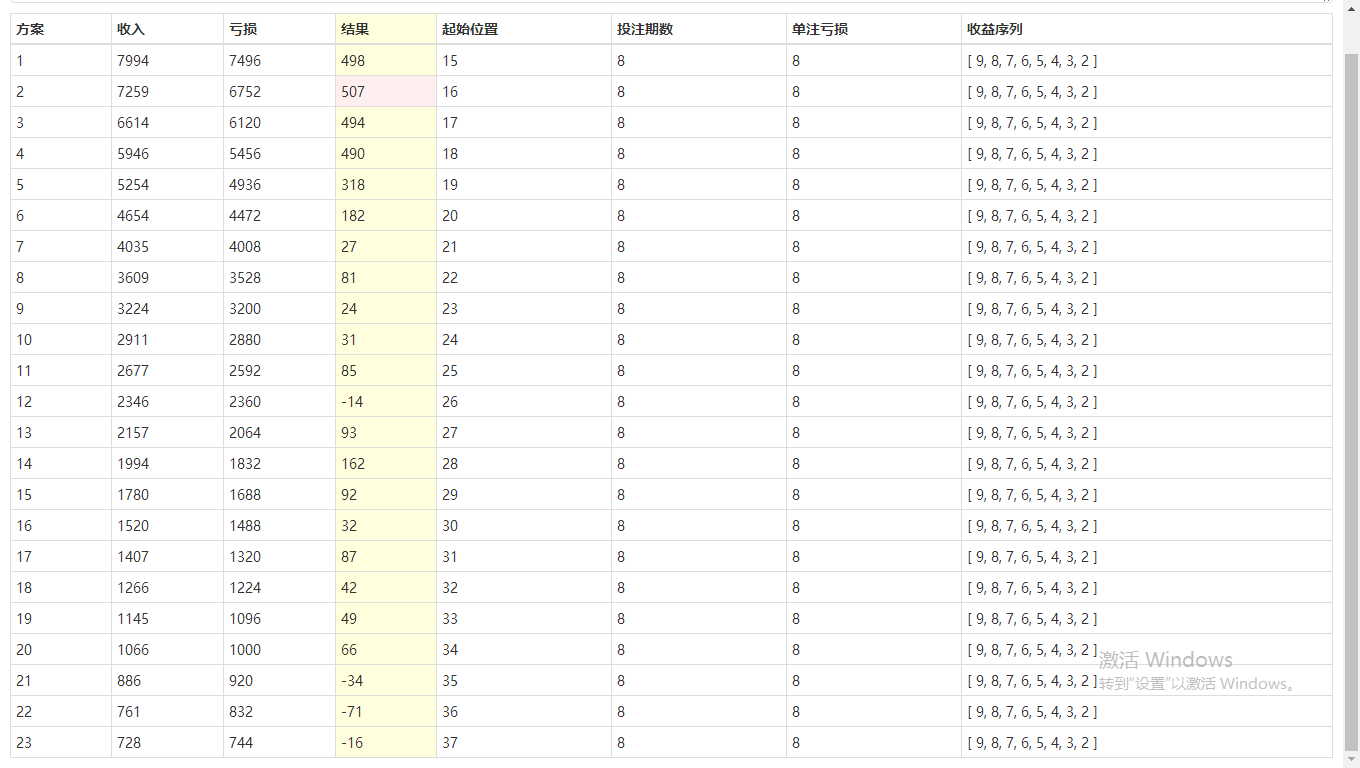 方案 收入 亏损 结果 起始位置 投注期数 单注亏损 收益序列
1 7994 7496 498 15 8 8 [ 9, 8, 7, 6, 5, 4, 3, 2 ]
2 7259 6752 507 16 8 8 [ 9, 8, 7, 6, 5, 4, 3, 2 ]
3 6614 6120 494 17 8 8 [ 9, 8, 7, 6, 5, 4, 3, 2 ]
4 5946 5456 490 18 8 8 [ 9, 8, 7, 6, 5, 4, 3, 2 ]
5 5254 4936 318 19 8 8 [ 9, 8, 7, 6, 5, 4, 3, 2 ]
6 4654 4472 182 20 8 8 [ 9, 8, 7, 6, 5, 4, 3, 2 ]
7 4035 4008 27 21 8 8 [ 9, 8, 7, 6, 5, 4, 3, 2 ]
8 3609 3528 81 22 8 8 [ 9, 8, 7, 6, 5, 4, 3, 2 ]
9 3224 3200 24 23 8 8 [ 9, 8, 7, 6, 5, 4, 3, 2 ]
10 2911 2880 31 24 8 8 [ 9, 8, 7, 6, 5, 4, 3, 2 ]
11 2677 2592 85 25 8 8 [ 9, 8, 7, 6, 5, 4, 3, 2 ]
12 2346 2360 -14 26 8 8 [ 9, 8, 7, 6, 5, 4, 3, 2 ]
13 2157 2064 93 27 8 8 [ 9, 8, 7, 6, 5, 4, 3, 2 ]
14 1994 1832 162 28 8 8 [ 9, 8, 7, 6, 5, 4, 3, 2 ]
15 1780 1688 92 29 8 8 [ 9, 8, 7, 6, 5, 4, 3, 2 ]
16 1520 1488 32 30 8 8 [ 9, 8, 7, 6, 5, 4, 3, 2 ]
17 1407 1320 87 31 8 8 [ 9, 8, 7, 6, 5, 4, 3, 2 ]
18 1266 1224 42 32 8 8 [ 9, 8, 7, 6, 5, 4, 3, 2 ]
19 1145 1096 49 33 8 8 [ 9, 8, 7, 6, 5, 4, 3, 2 ]
20 1066 1000 66 34 8 8 [ 9, 8, 7, 6, 5, 4, 3, 2 ]
激活 Windows
21 886 920 -34 35 8 8 [ 9, 8, 7, 6, 5, 4, 3, 2 ]
转到“设置”以激活 Windows。
22 761 832 -71 36 8 8 [ 9, 8, 7, 6, 5, 4, 3, 2 ]
23 728 744 -16 37 8 8 [ 9, 8, 7, 6, 5, 4, 3, 2 ]